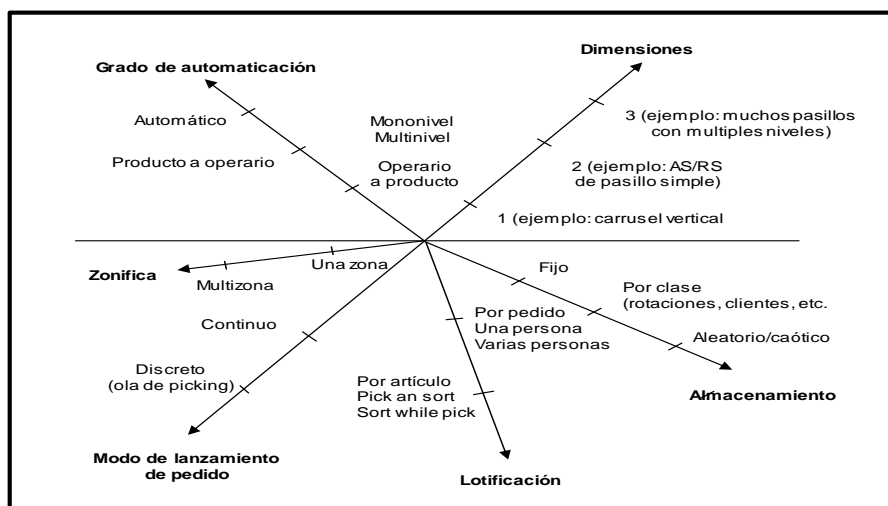 Dimensiones
Grado de automaticación
Automático
Mononivel
Multinivel
3 (ejemplo: muchos pasillos
con multiples niveles)
Producto a operario
Operario
a producto
2 (ejemplo: AS/RS
de pasillo simple)
1 (ejemplo: carrusel vertical
Zonifica
Multizona
Una zona
Fijo
Por clase
(rotaciones, clientes, etc.
Continuo
Por pedido
Una persona
Varias personas
Aleatorio/caótico
Discreto
(ola de picking)
Por artículo
Pick an sort
Sort while pick
Almacenamiento
Modo de lanzamiento
de pedido
Lotificación